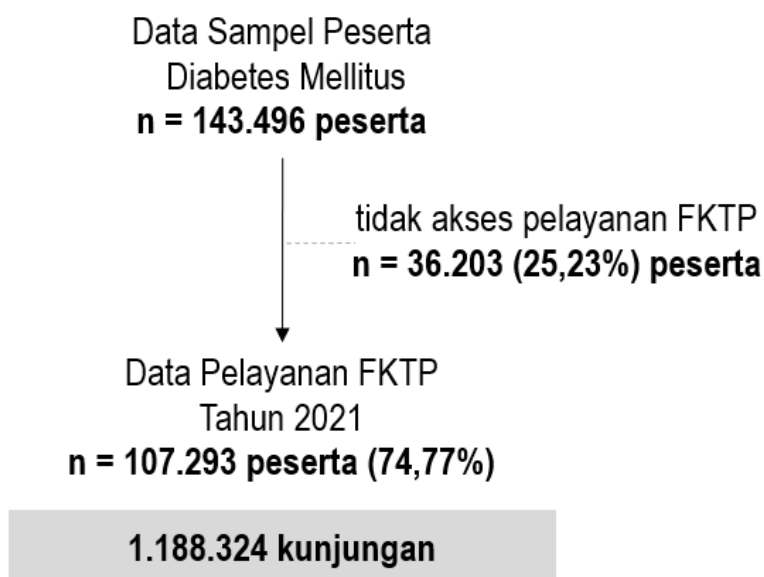 Data Sampel Peserta
Diabetes Mellitus
n = 143.496 peserta
tidak akses pelayanan FKTP
n = 36.203 (25,23%) peserta
Data Pelayanan FKTP
Tahun 2021
n = 107.293 peserta (74,77%)
1.188.324 kunjungan